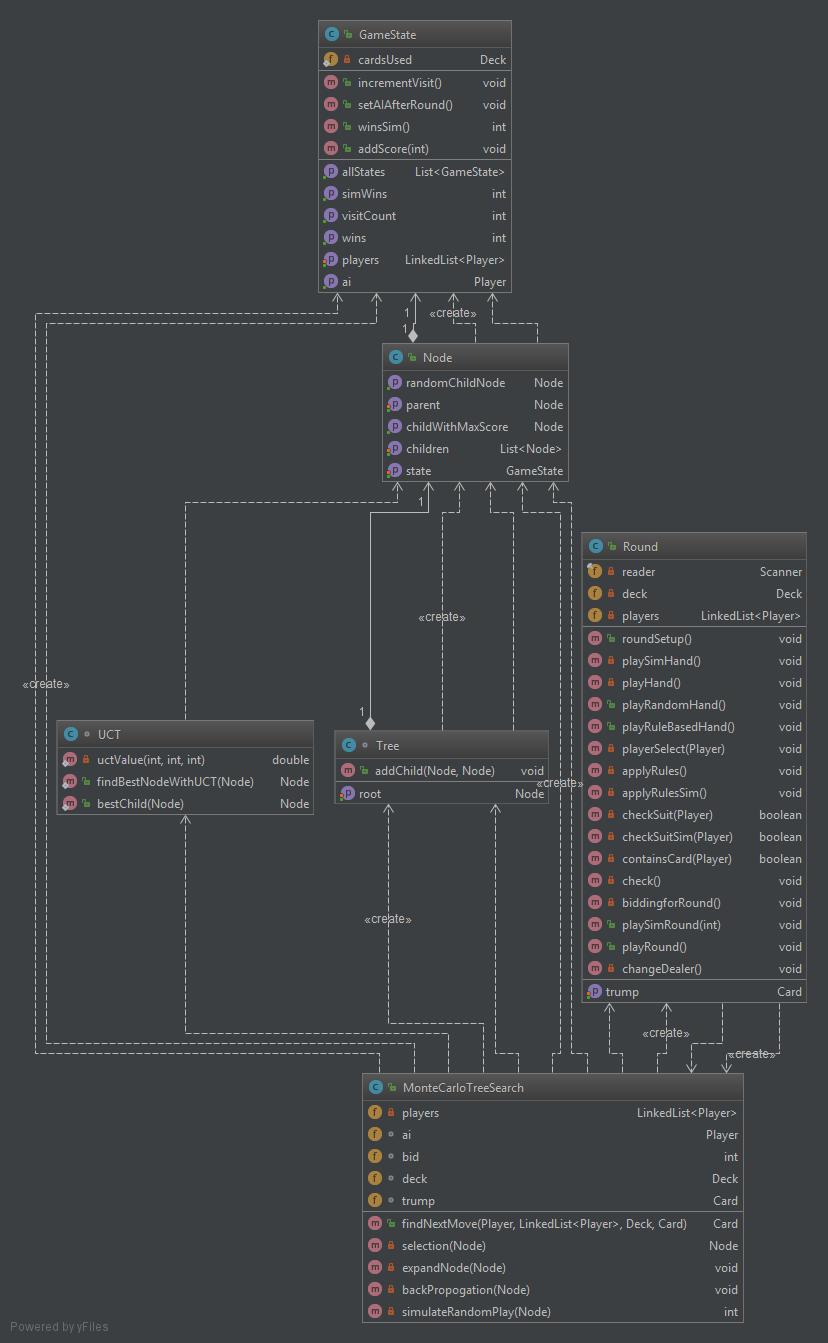 GameState
cardsUsed Deck
incrementVisit() void
setAIAfterRound() void
winsSim() int
addScore(int) void
allStates List<GameState>
simWins int
visitCount int
wins int
players LinkedList<Player>
ai Player
1 «create»
1
Node
randomChildNode Node
parent Node
childWithMaxScore Node
children List<Node>
state GameState
1
Round
reader Scanner
deck Deck
players LinkedList<Player>
roundSetup() void
playSimHand() void
playHand() void
playRandomHand() void
playRuleBasedHand() void
playerSelect(Player) void
applyRules() void
applyRulesSim() void
checkSuit(Player) boolean
checkSuitSim(Player) boolean
containsCard(Player) boolean
check() void
biddingforRound() void
playSimRound(int) void
playRound() void
changeDealer() void
trump Card
«create»
«create»
1
UCT
uctValue(int, int, int) double
findBestNodeWithUCT(Node) Node
bestChild(Node) Node
Tree
addChild(Node, Node) void
root Node
«create»
«create»
«create»
«create»
MonteCarloTreeSearch
players LinkedList<Player>
ai Player
bid int
deck Deck
trump Card
findNextMove(Player, LinkedList<Player>, Deck, Card) Card
selection(Node) Node
expandNode(Node) void
backPropogation(Node) void
simulateRandomPlay(Node) int
Powered by yFiles